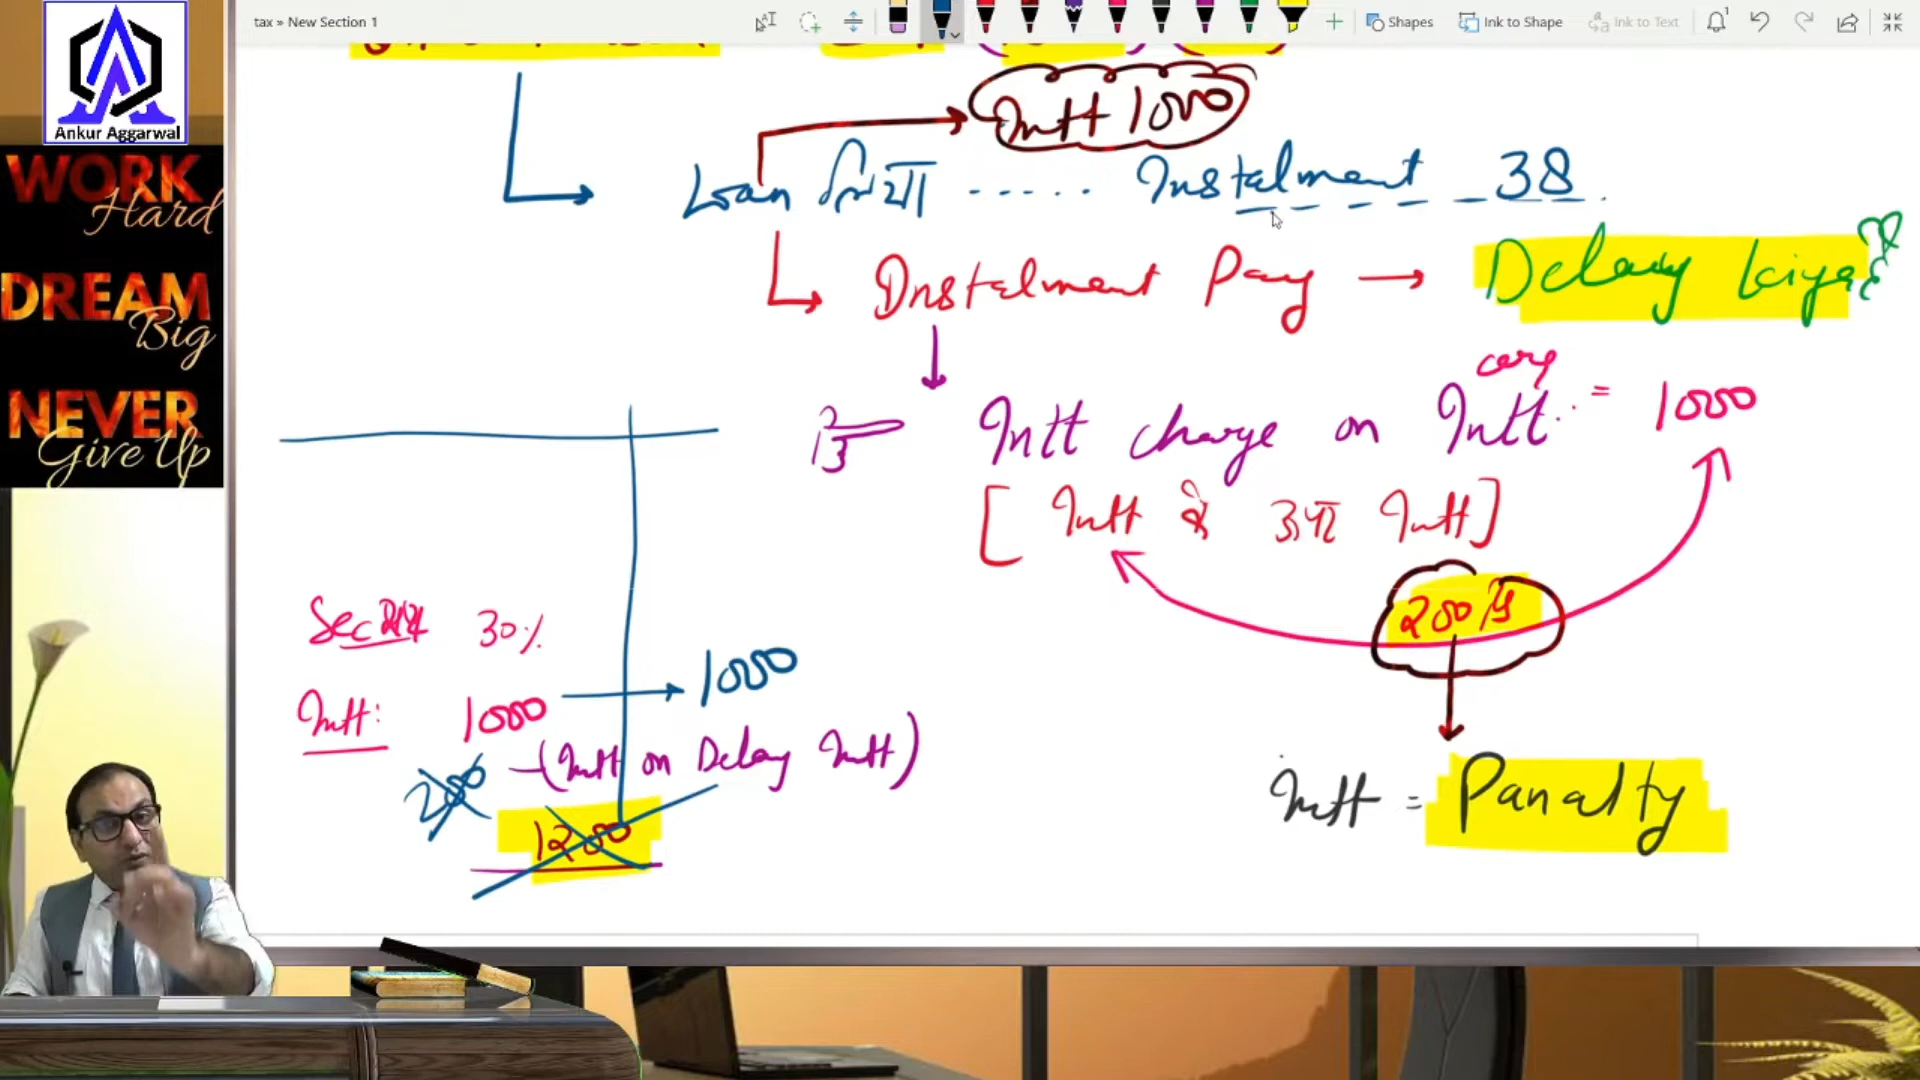 tax » New Section 1
Shapes
Ink to Shape
Ink to Text
Ankur Aggarwal
WORK
Hard
DREAM
Big
NEVER
Give Up
Intt 1000
Loan लिया ..... Instalment 38
Instalment Pay → Delay kiya
Intt charge on Intt. = 1000
[ Intt के ऊपर Intt ]
200/-
Sec 24 30%
Intt: 1000 → 1000
200 - (Intt on Delay Intt)
1200
Intt = Panalty